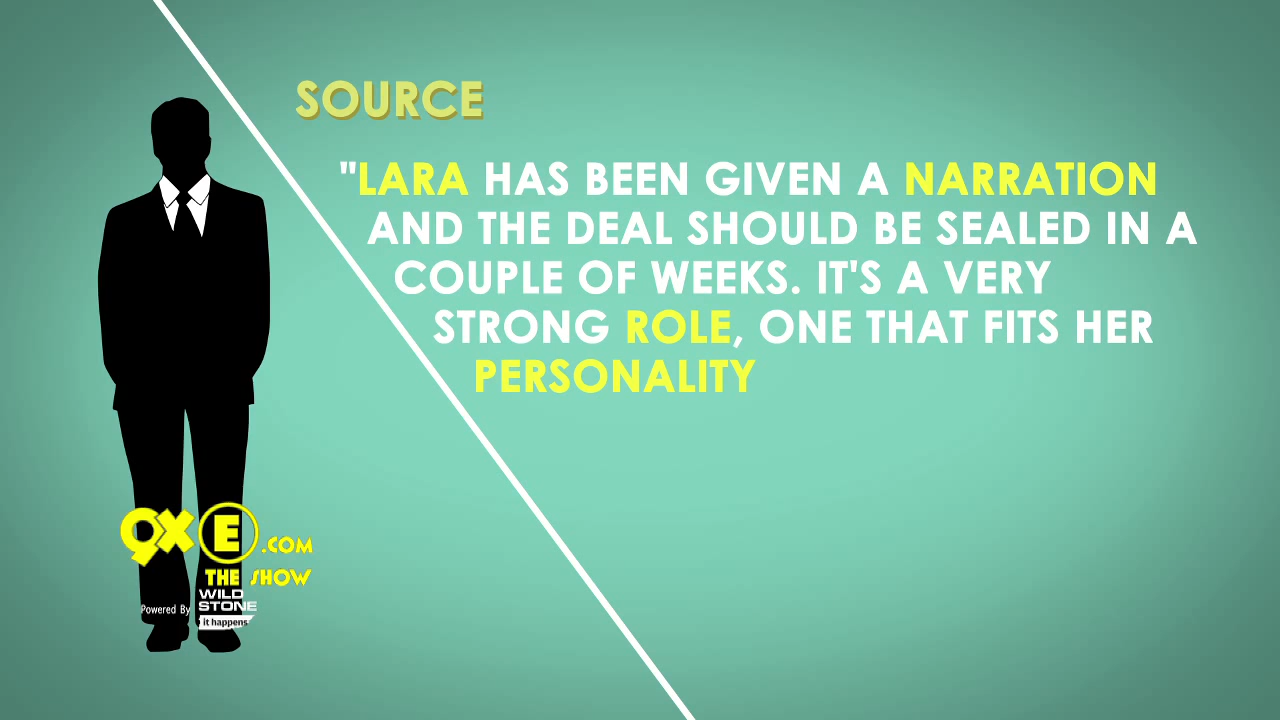 SOURCE
"LARA HAS BEEN GIVEN A NARRATION
AND THE DEAL SHOULD BE SEALED IN A
COUPLE OF WEEKS. IT'S A VERY
STRONG ROLE, ONE THAT FITS HER
PERSONALITY
9X E .COM
THE SHOW
Powered By WILD STONE
it happens